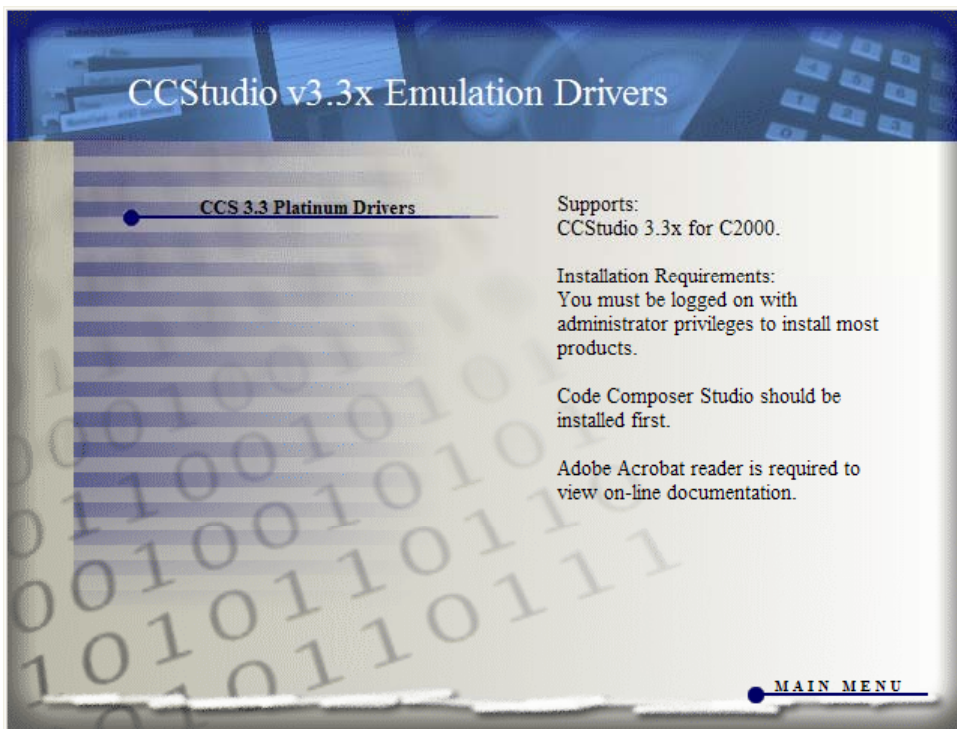 CCStudio v3.3x Emulation Drivers
CCS 3.3 Platinum Drivers
Supports:
CCStudio 3.3x for C2000.
Installation Requirements:
You must be logged on with
administrator privileges to install most
products.
Code Composer Studio should be
installed first.
Adobe Acrobat reader is required to
view on-line documentation.
MAIN MENU